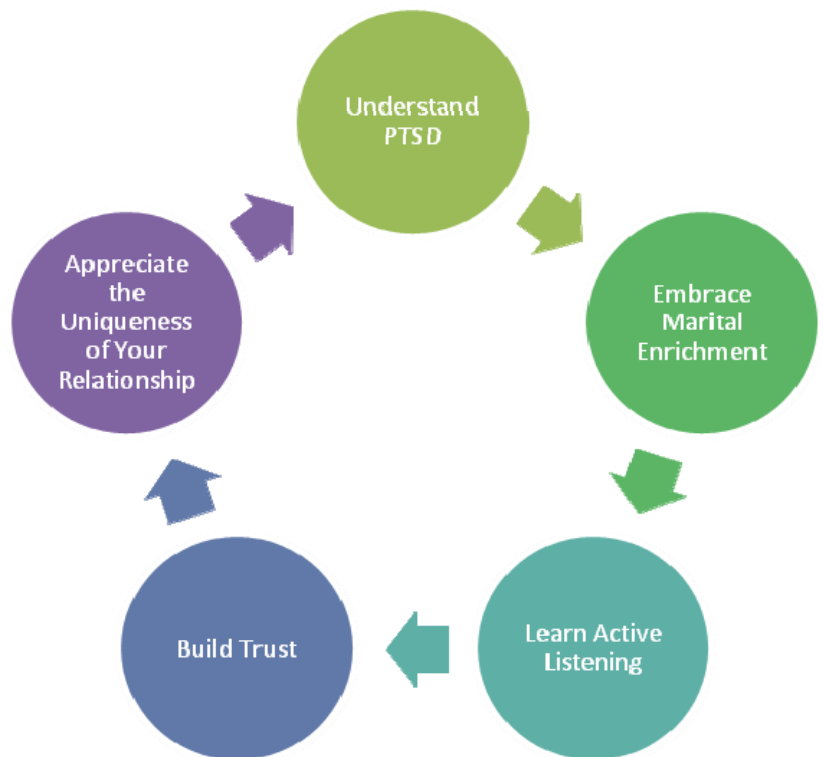 Understand
PTSD
Embrace
Marital
Enrichment
Learn Active
Listening
Build Trust
Appreciate
the
Uniqueness
of Your
Relationship